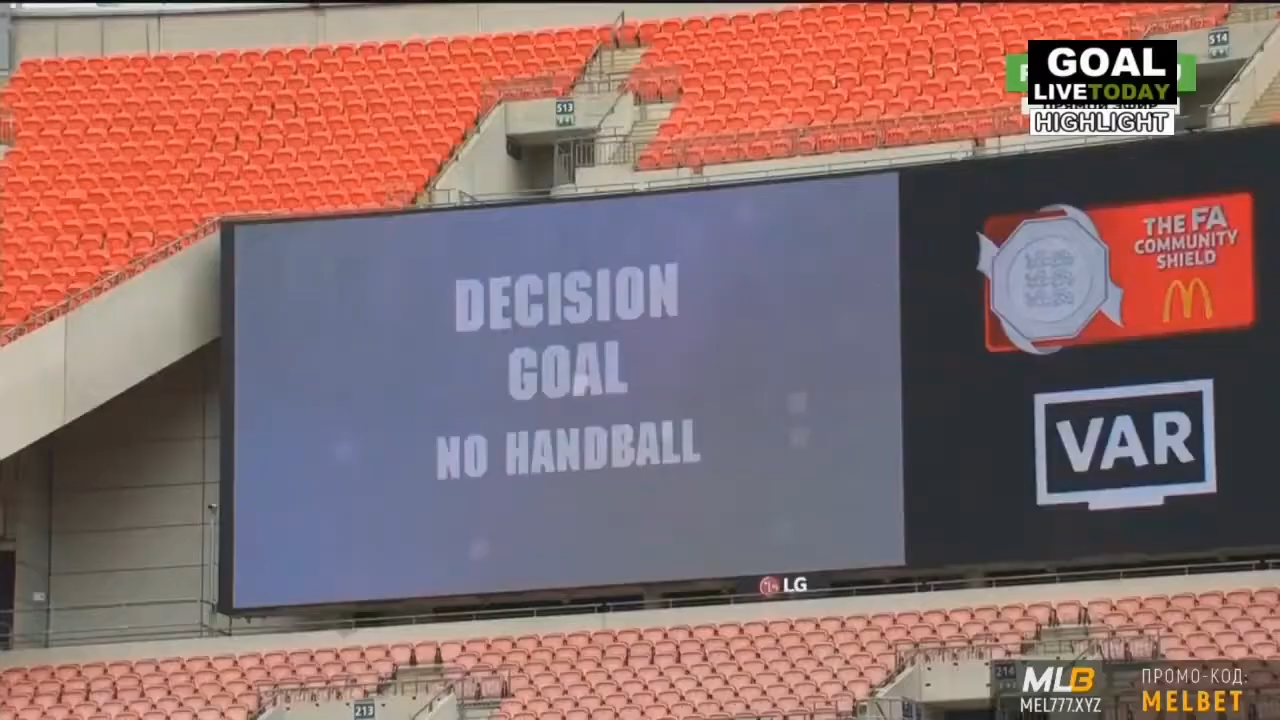 513
514
GOAL
LIVETODAY
HIGHLIGHT
DECISION
GOAL
NO HANDBALL
THE FA
COMMUNITY
SHIELD
VAR
LG
213
214
MLB
MEL777.XYZ
ПРОМО-КОД:
MELBET